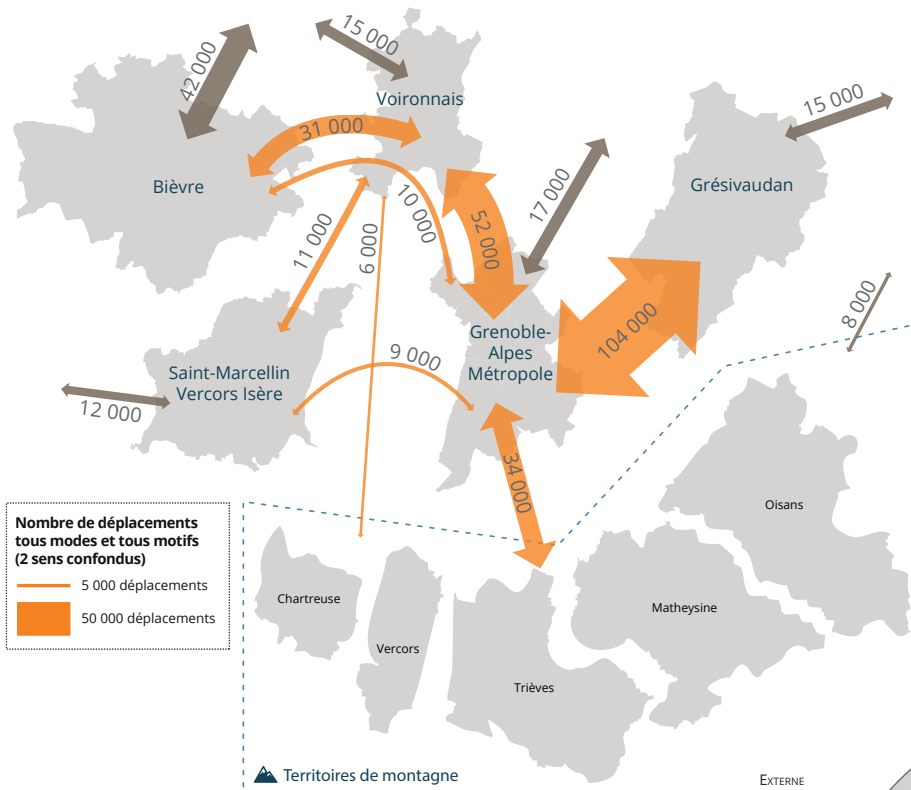 15 000
42 000
Voironnais
15 000
31 000
Bièvre
Grésivaudan
10 000
17 000
11 000
6 000
52 000
8 000
104 000
Grenoble-
Alpes
Métropole
9 000
Saint-Marcellin
Vercors Isère
12 000
34 000
Nombre de déplacements
tous modes et tous motifs
(2 sens confondus)
5 000 déplacements
50 000 déplacements
Oisans
Chartreuse
Matheysine
Vercors
Trièves
Territoires de montagne
Externe